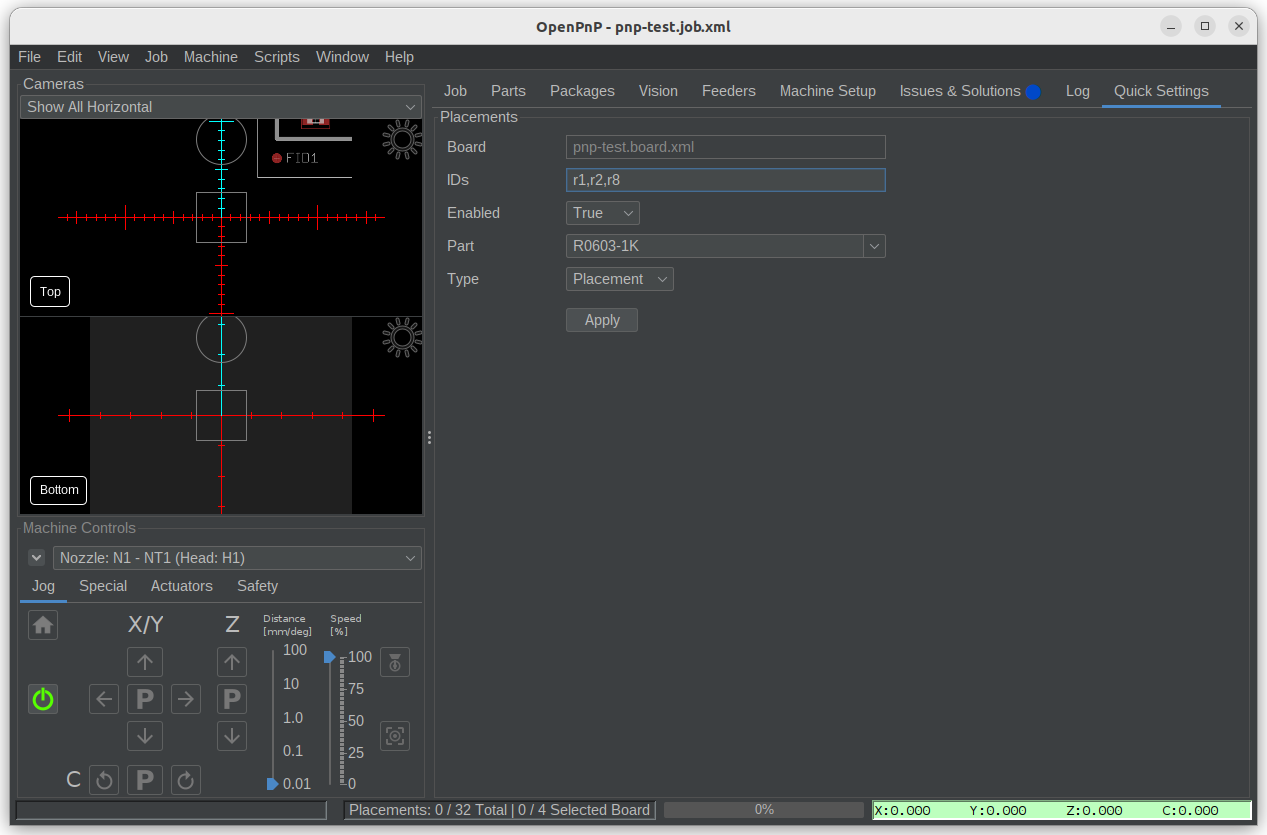 OpenPnP - pnp-test.job.xml
File Edit View Job Machine Scripts Window Help
Cameras
Show All Horizontal
FID1
Top
Bottom
Machine Controls
Nozzle: N1 - NT1 (Head: H1)
Jog Special Actuators Safety
X/Y Z Distance [mm/deg] Speed [%]
100
10
1.0
0.1
0.01
100
75
50
25
0
P P
C P
Job Parts Packages Vision Feeders Machine Setup Issues & Solutions Log Quick Settings
Placements
Board pnp-test.board.xml
IDs r1,r2,r8
Enabled True
Part R0603-1K
Type Placement
Apply
Placements: 0 / 32 Total | 0 / 4 Selected Board 0% X:0.000 Y:0.000 Z:0.000 C:0.000